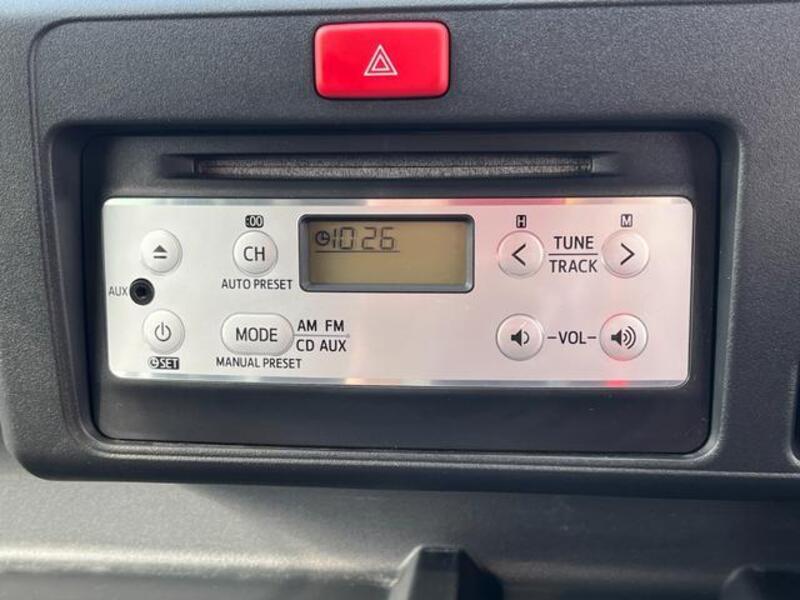 :00
H
M
10 26
CH
TUNE
TRACK
AUTO PRESET
AUX
MODE
AM FM
CD AUX
VOL
SET
MANUAL PRESET